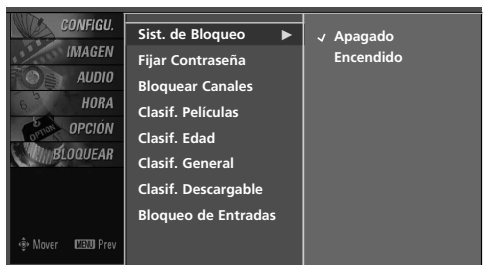 CONFIGU.
IMAGEN
AUDIO
HORA
OPCIÓN
BLOQUEAR
Mover MENU Prev
Sist. de Bloqueo
Fijar Contraseña
Bloquear Canales
Clasif. Películas
Clasif. Edad
Clasif. General
Clasif. Descargable
Bloqueo de Entradas
Apagado
Encendido